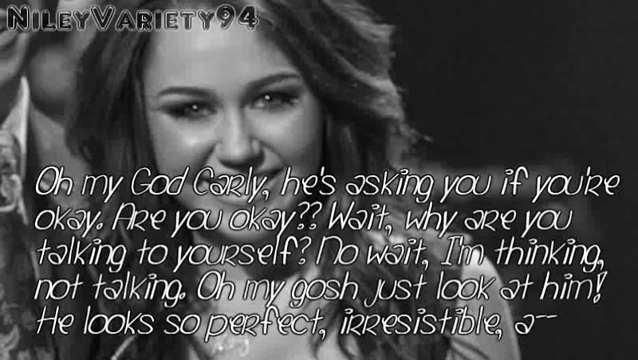 NileyVariety94
Oh my God Carly, he's asking you if you're
okay. Are you okay?? Wait, why are you
talking to yourself? No wait, I'm thinking,
not talking. Oh my gosh just look at him!
He looks so perfect, irresistible, a--